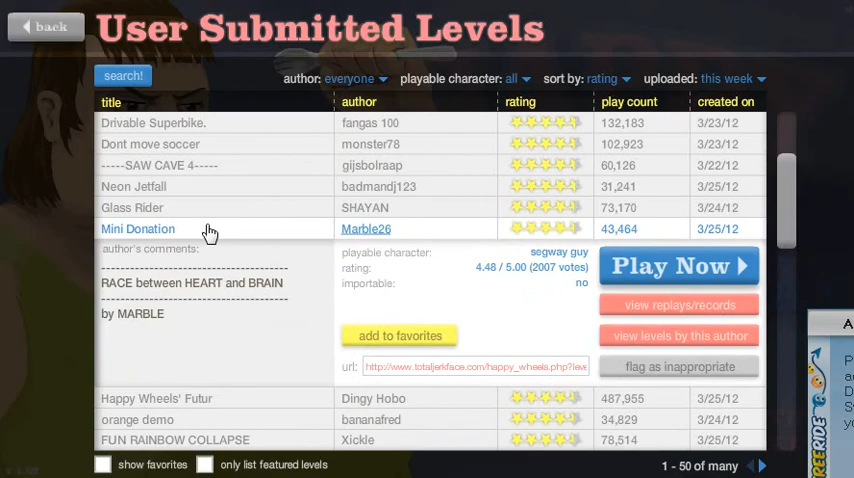 back
User Submitted Levels
search!
author: everyone playable character: all sort by: rating uploaded: this week
title author rating play count created on
Drivable Superbike. fangas 100 132,183 3/23/12
Dont move soccer monster78 102,923 3/23/12
-----SAW CAVE 4----- gijsbolraap 60,126 3/22/12
Neon Jetfall badmandj123 31,241 3/25/12
Glass Rider SHAYAN 73,170 3/24/12
Mini Donation Marble26 43,464 3/25/12
author's comments:
RACE between HEART and BRAIN
by MARBLE
playable character: segway guy
rating: 4.48 / 5.00 (2007 votes)
importable: no
add to favorites
url: http://www.totaljerkface.com/happy_wheels.php?leve
Play Now
view replays/records
view levels by this author
flag as inappropriate
Happy Wheels' Futur Dingy Hobo 487,955 3/25/12
orange demo bananafred 34,829 3/24/12
FUN RAINBOW COLLAPSE Xickle 78,514 3/25/12
show favorites only list featured levels 1 - 50 of many